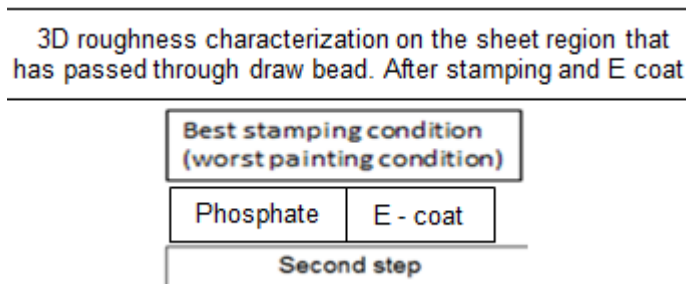 3D roughness characterization on the sheet region that
has passed through draw bead. After stamping and E coat
Best stamping condition
(worst painting condition)
Phosphate E - coat
Second step